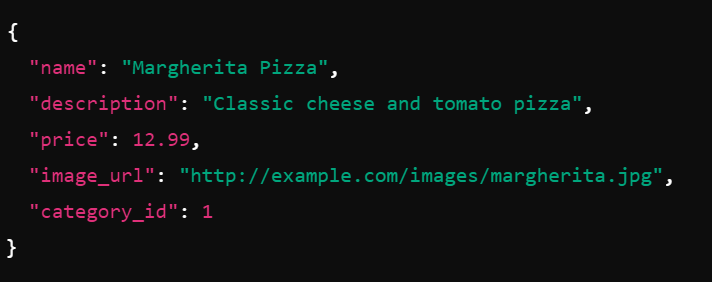 {
  "name": "Margherita Pizza",
  "description": "Classic cheese and tomato pizza",
  "price": 12.99,
  "image_url": "http://example.com/images/margherita.jpg",
  "category_id": 1
}